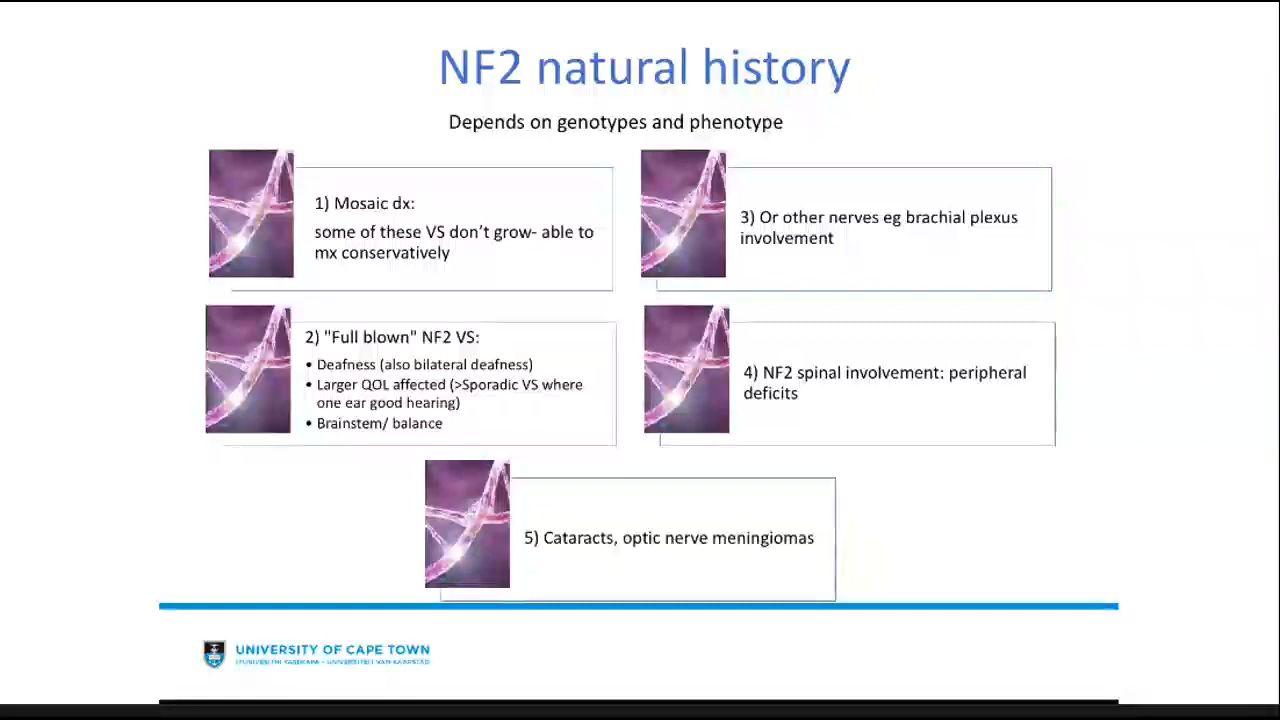 NF2 natural history
Depends on genotypes and phenotype
1) Mosaic dx:
some of these VS don't grow- able to
mx conservatively
2) "Full blown" NF2 VS:
• Deafness (also bilateral deafness)
• Larger QOL affected (>Sporadic VS where
one ear good hearing)
• Brainstem/ balance
3) Or other nerves eg brachial plexus
involvement
4) NF2 spinal involvement: peripheral
deficits
5) Cataracts, optic nerve meningiomas
UNIVERSITY OF CAPE TOWN